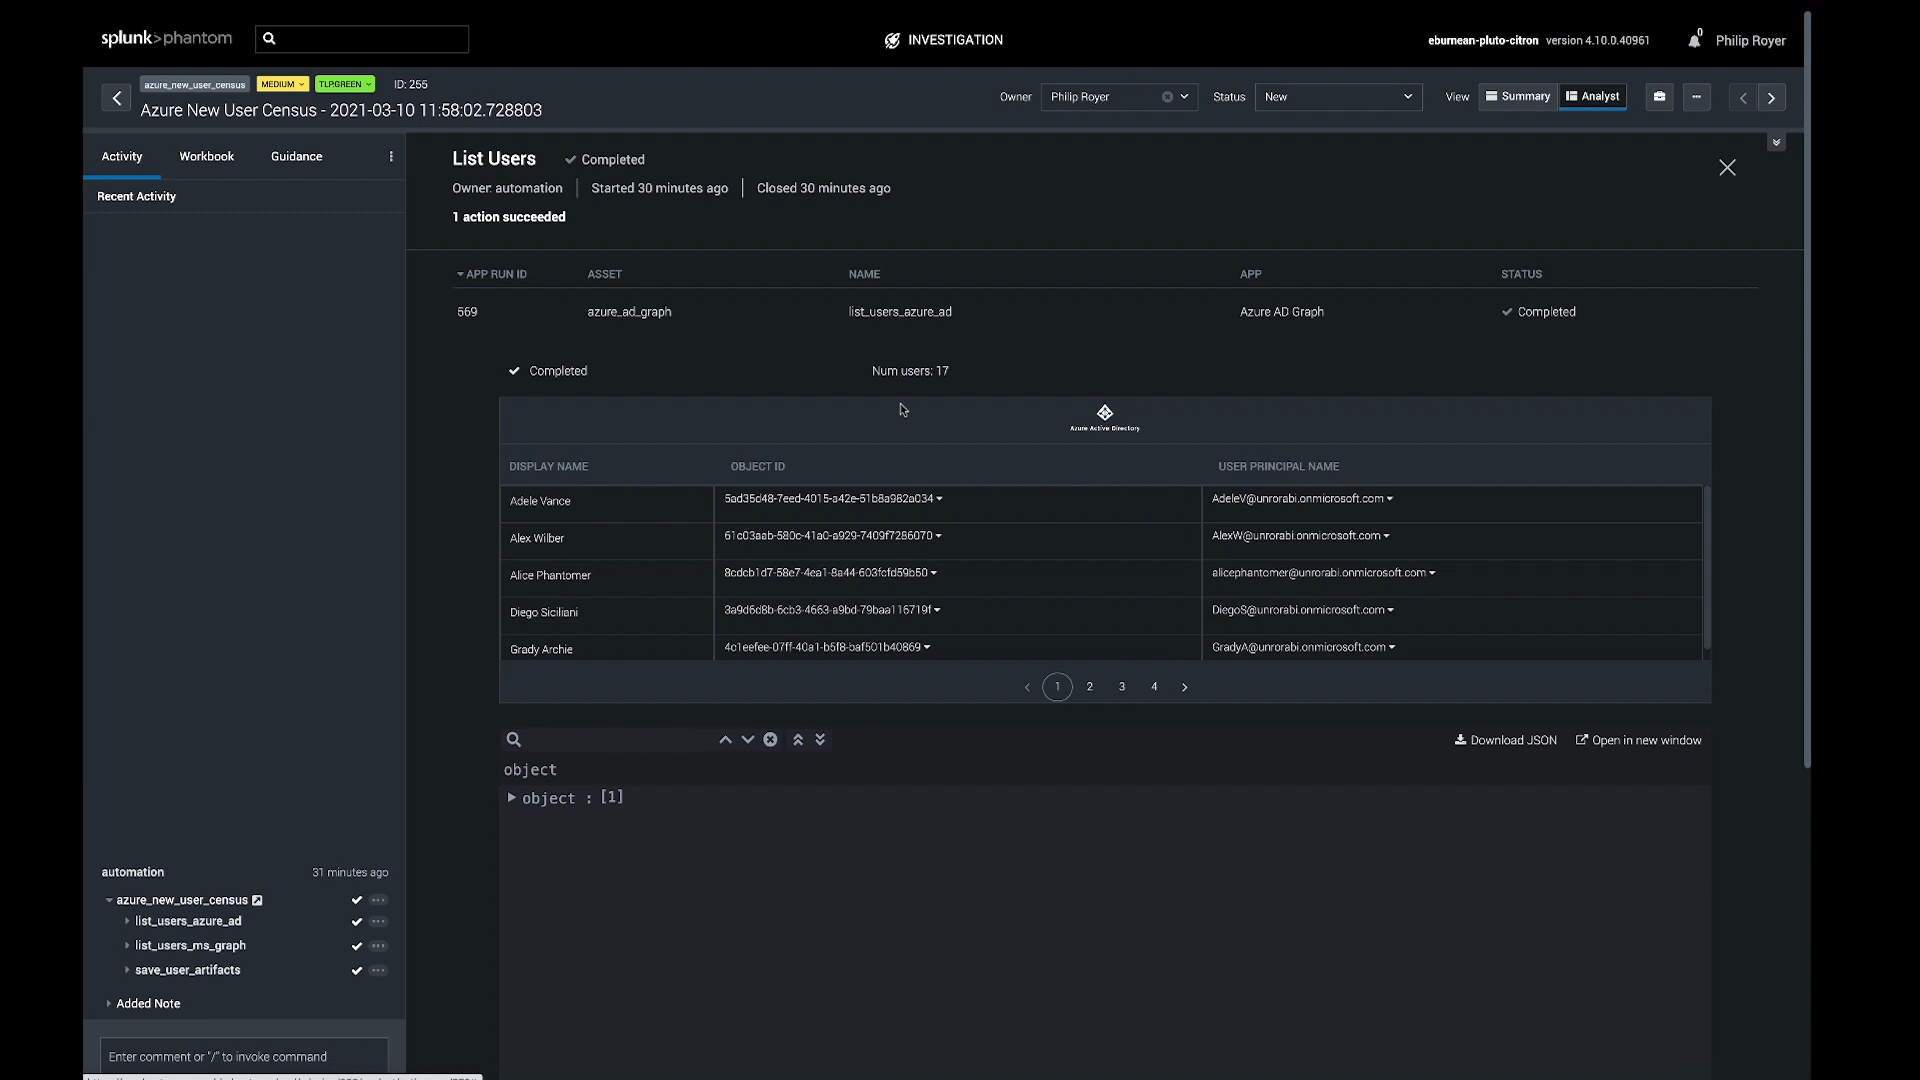 splunk>phantom
INVESTIGATION
eburnean-pluto-citron version 4.10.0.40961
0
Philip Royer
azure_new_user_census MEDIUM TLP:GREEN ID: 255
Azure New User Census - 2021-03-10 11:58:02.728803
Owner Philip Royer Status New View Summary Analyst
Activity Workbook Guidance
Recent Activity
List Users Completed
Owner: automation Started 30 minutes ago Closed 30 minutes ago
1 action succeeded
APP RUN ID ASSET NAME APP STATUS
569 azure_ad_graph list_users_azure_ad Azure AD Graph Completed
Completed Num users: 17
Azure Active Directory
DISPLAY NAME OBJECT ID USER PRINCIPAL NAME
Adele Vance 5ad35d48-7eed-4015-a42e-51b8a982a034 AdeleV@unrorabi.onmicrosoft.com
Alex Wilber 61c03aab-580c-41a0-a929-7409f7286070 AlexW@unrorabi.onmicrosoft.com
Alice Phantomer 8cdcb1d7-58e7-4ea1-8a44-603fcfd59b50 alicephantomer@unrorabi.onmicrosoft.com
Diego Siciliani 3a9d6d8b-6cb3-4663-a9bd-79baa116719f DiegoS@unrorabi.onmicrosoft.com
Grady Archie 4c1eefee-07ff-40a1-b5f8-baf501b40869 GradyA@unrorabi.onmicrosoft.com
1 2 3 4
Download JSON Open in new window
object
object : [1]
automation 31 minutes ago
azure_new_user_census
list_users_azure_ad
list_users_ms_graph
save_user_artifacts
Added Note
Enter comment or "/" to invoke command